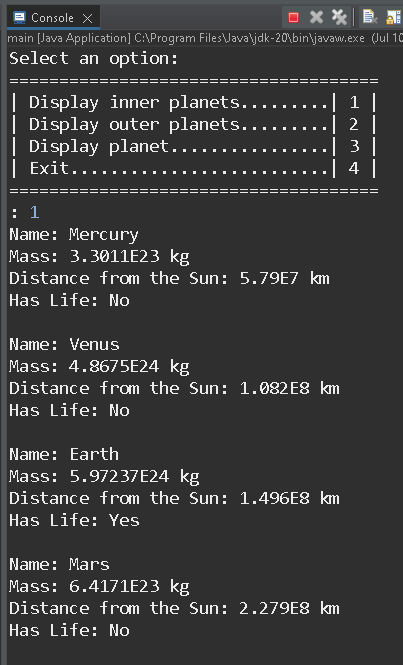 Console
main [Java Application] C:\Program Files\Java\jdk-20\bin\javaw.exe (Jul 10
Select an option:
=====================================
| Display inner planets.........| 1 |
| Display outer planets.........| 2 |
| Display planet................| 3 |
| Exit..........................| 4 |
=====================================
: 1
Name: Mercury
Mass: 3.3011E23 kg
Distance from the Sun: 5.79E7 km
Has Life: No

Name: Venus
Mass: 4.8675E24 kg
Distance from the Sun: 1.082E8 km
Has Life: No

Name: Earth
Mass: 5.97237E24 kg
Distance from the Sun: 1.496E8 km
Has Life: Yes

Name: Mars
Mass: 6.4171E23 kg
Distance from the Sun: 2.279E8 km
Has Life: No